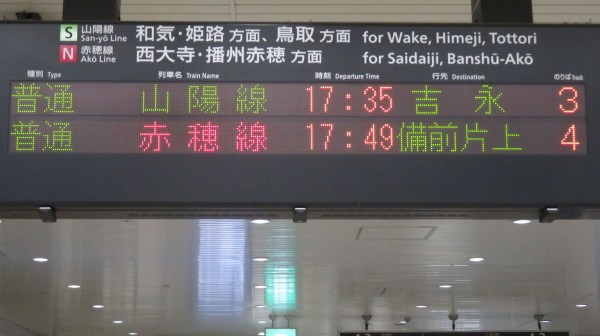 S 山陽線 San-yō Line 和気・姫路 方面、鳥取 方面 for Wake, Himeji, Tottori
N 赤穂線 Akō Line 西大寺・播州赤穂 方面 for Saidaiji, Banshū-Akō
種別 Type 列車名 Train Name 時刻 Departure Time 行先 Destination のりば Track
普通 山陽線 17:35 吉永 3
普通 赤穂線 17:49 備前片上 4